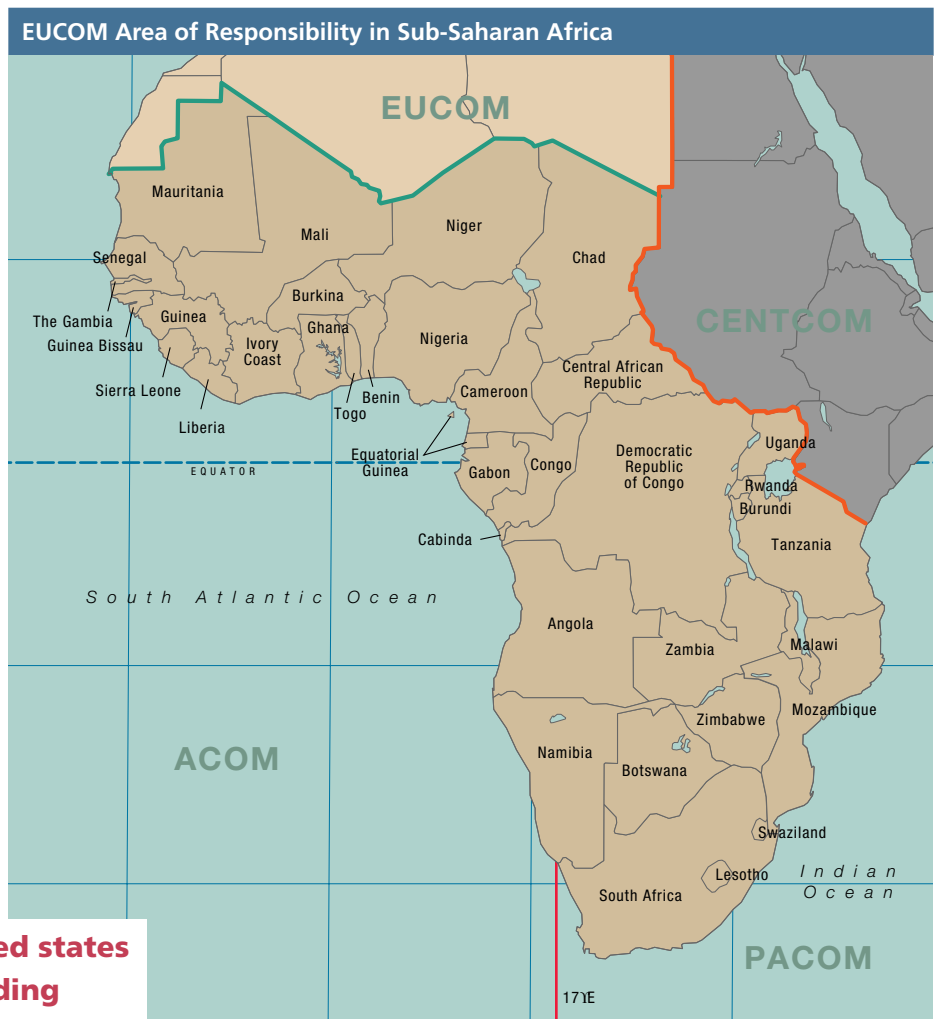 EUCOM Area of Responsibility in Sub-Saharan Africa
EUCOM
Mauritania
Mali
Niger
Chad
Senegal
The Gambia
Guinea Bissau
Guinea
Burkina
Ghana
Ivory
Coast
Nigeria
CENTCOM
Sierra Leone
Liberia
Togo
Benin
Cameroon
Central African
Republic
Equatorial
Guinea
EQUATOR
Gabon
Congo
Democratic
Republic
of Congo
Uganda
Rwanda
Burundi
Cabinda
Tanzania
South Atlantic Ocean
Angola
Zambia
Malawi
Mozambique
Zimbabwe
ACOM
Namibia
Botswana
Swaziland
Lesotho
Indian
Ocean
South Africa
PACOM
ed states
ding
17ϒE